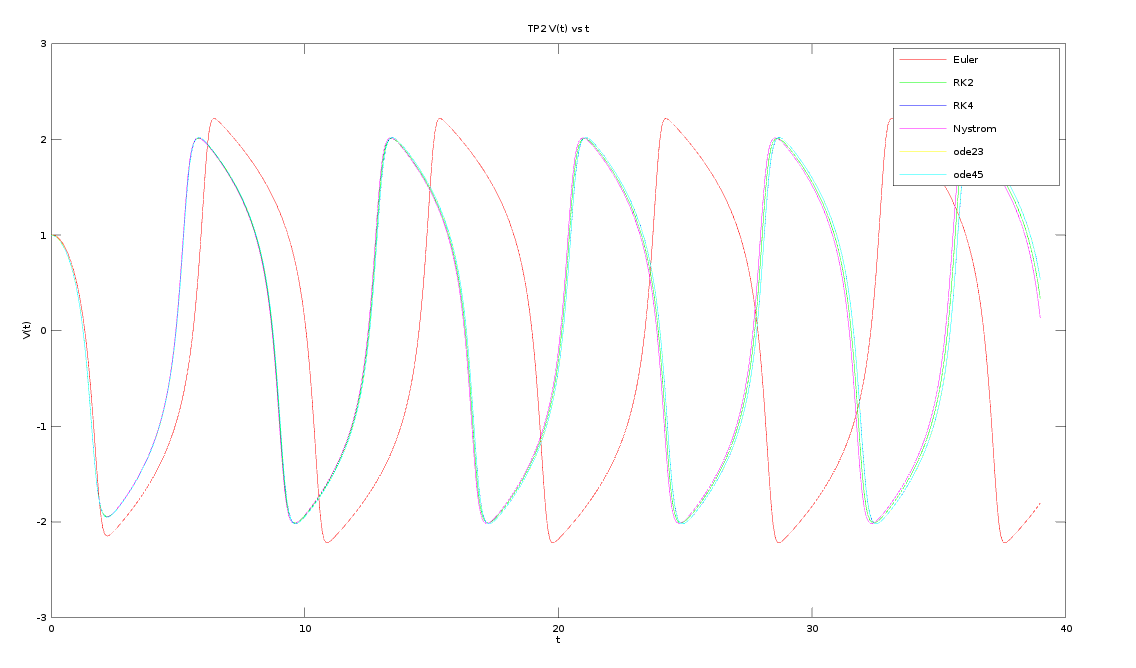 TP2 V(t) vs t
3
2
1
0
-1
-2
-3
V(t)
0
10
20
30
40
t
Euler
RK2
RK4
Nystrom
ode23
ode45